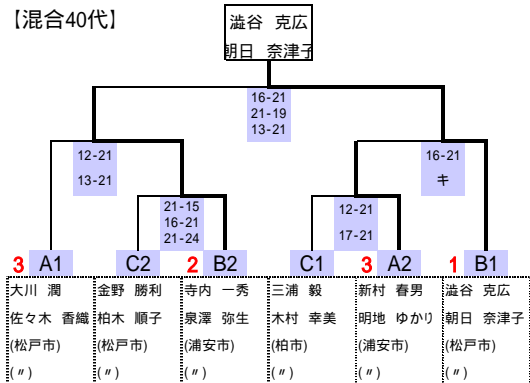 【混合40代】
澁谷 克広
朝日 奈津子
16-21
21-19
13-21
12-21
13-21
16-21
キ
21-15
16-21
21-24
12-21
17-21
3 A1 C2 2 B2 C1 3 A2 1 B1
大川 潤 金野 勝利 寺内 一秀 三浦 毅 新村 春男 澁谷 克広
佐々木 香織 柏木 順子 泉澤 弥生 木村 幸美 明地 ゆかり 朝日 奈津子
(松戸市) (松戸市) (浦安市) (柏市) (浦安市) (松戸市)
(〃) (〃) (〃) (〃) (〃) (〃)